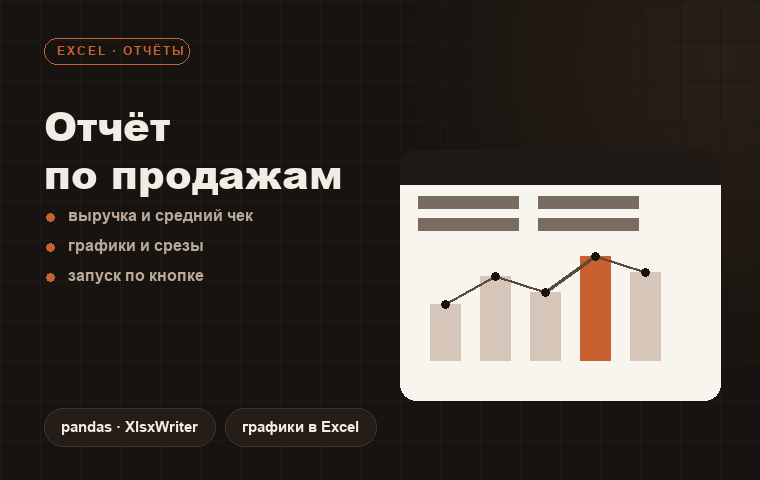 EXCEL · ОТЧЁТЫ
Отчёт
по продажам
выручка и средний чек
графики и срезы
запуск по кнопке
pandas · XlsxWriter
графики в Excel